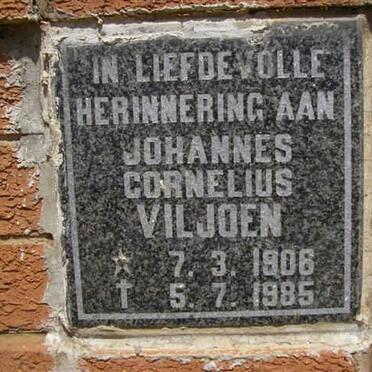 IN LIEFDEVOLLE
HERINNERING AAN
JOHANNES
CORNELIUS
VILJOEN
* 7. 3. 1906
† 5. 7. 1985